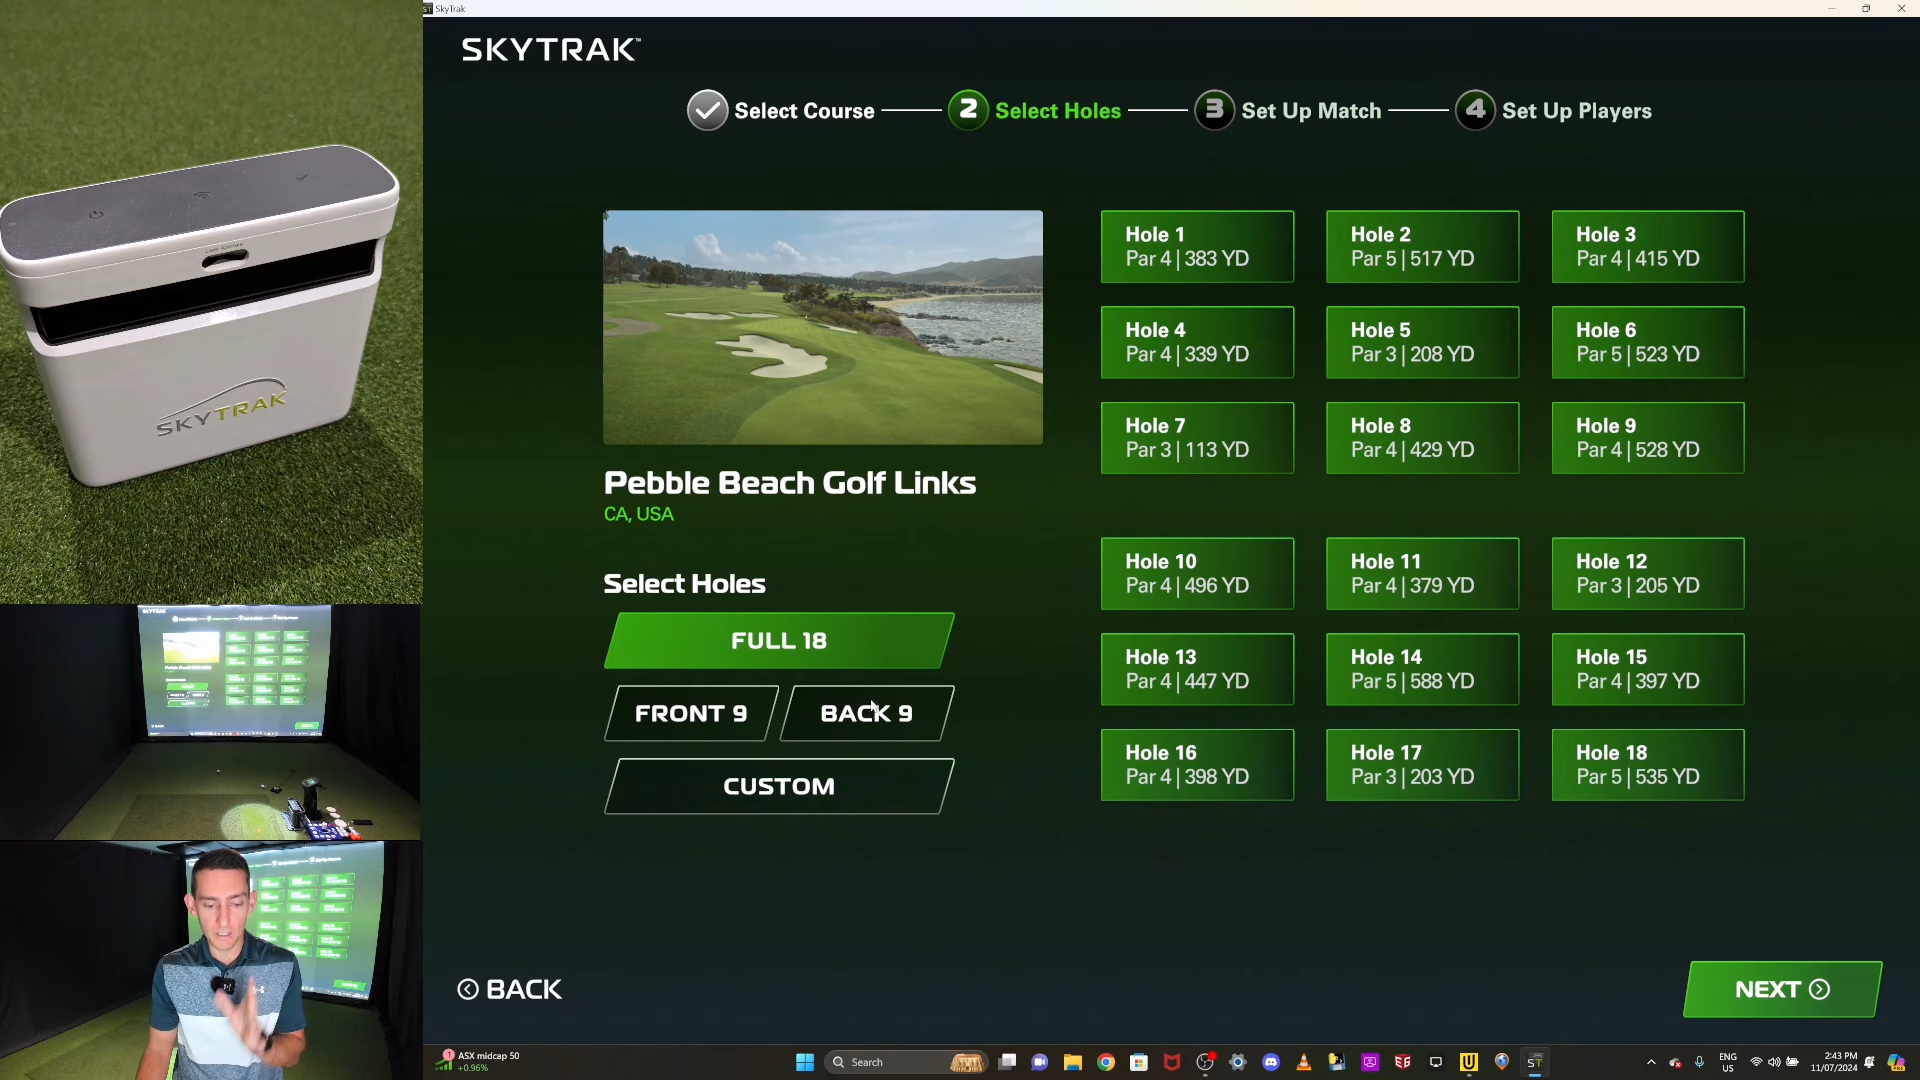 SkyTrak
SKYTRAK™
Select Course
2 Select Holes
3 Set Up Match
4 Set Up Players
SKYTRAK
Pebble Beach Golf Links
CA, USA
Select Holes
FULL 18
FRONT 9
BACK 9
CUSTOM
Hole 1
Par 4 | 383 YD
Hole 2
Par 5 | 517 YD
Hole 3
Par 4 | 415 YD
Hole 4
Par 4 | 339 YD
Hole 5
Par 3 | 208 YD
Hole 6
Par 5 | 523 YD
Hole 7
Par 3 | 113 YD
Hole 8
Par 4 | 429 YD
Hole 9
Par 4 | 528 YD
Hole 10
Par 4 | 496 YD
Hole 11
Par 4 | 379 YD
Hole 12
Par 3 | 205 YD
Hole 13
Par 4 | 447 YD
Hole 14
Par 5 | 588 YD
Hole 15
Par 4 | 397 YD
Hole 16
Par 4 | 398 YD
Hole 17
Par 3 | 203 YD
Hole 18
Par 5 | 535 YD
BACK
NEXT
1
ASX midcap 50
+0.96%
Search
ST
ENG
US
2:43 PM
11/07/2024